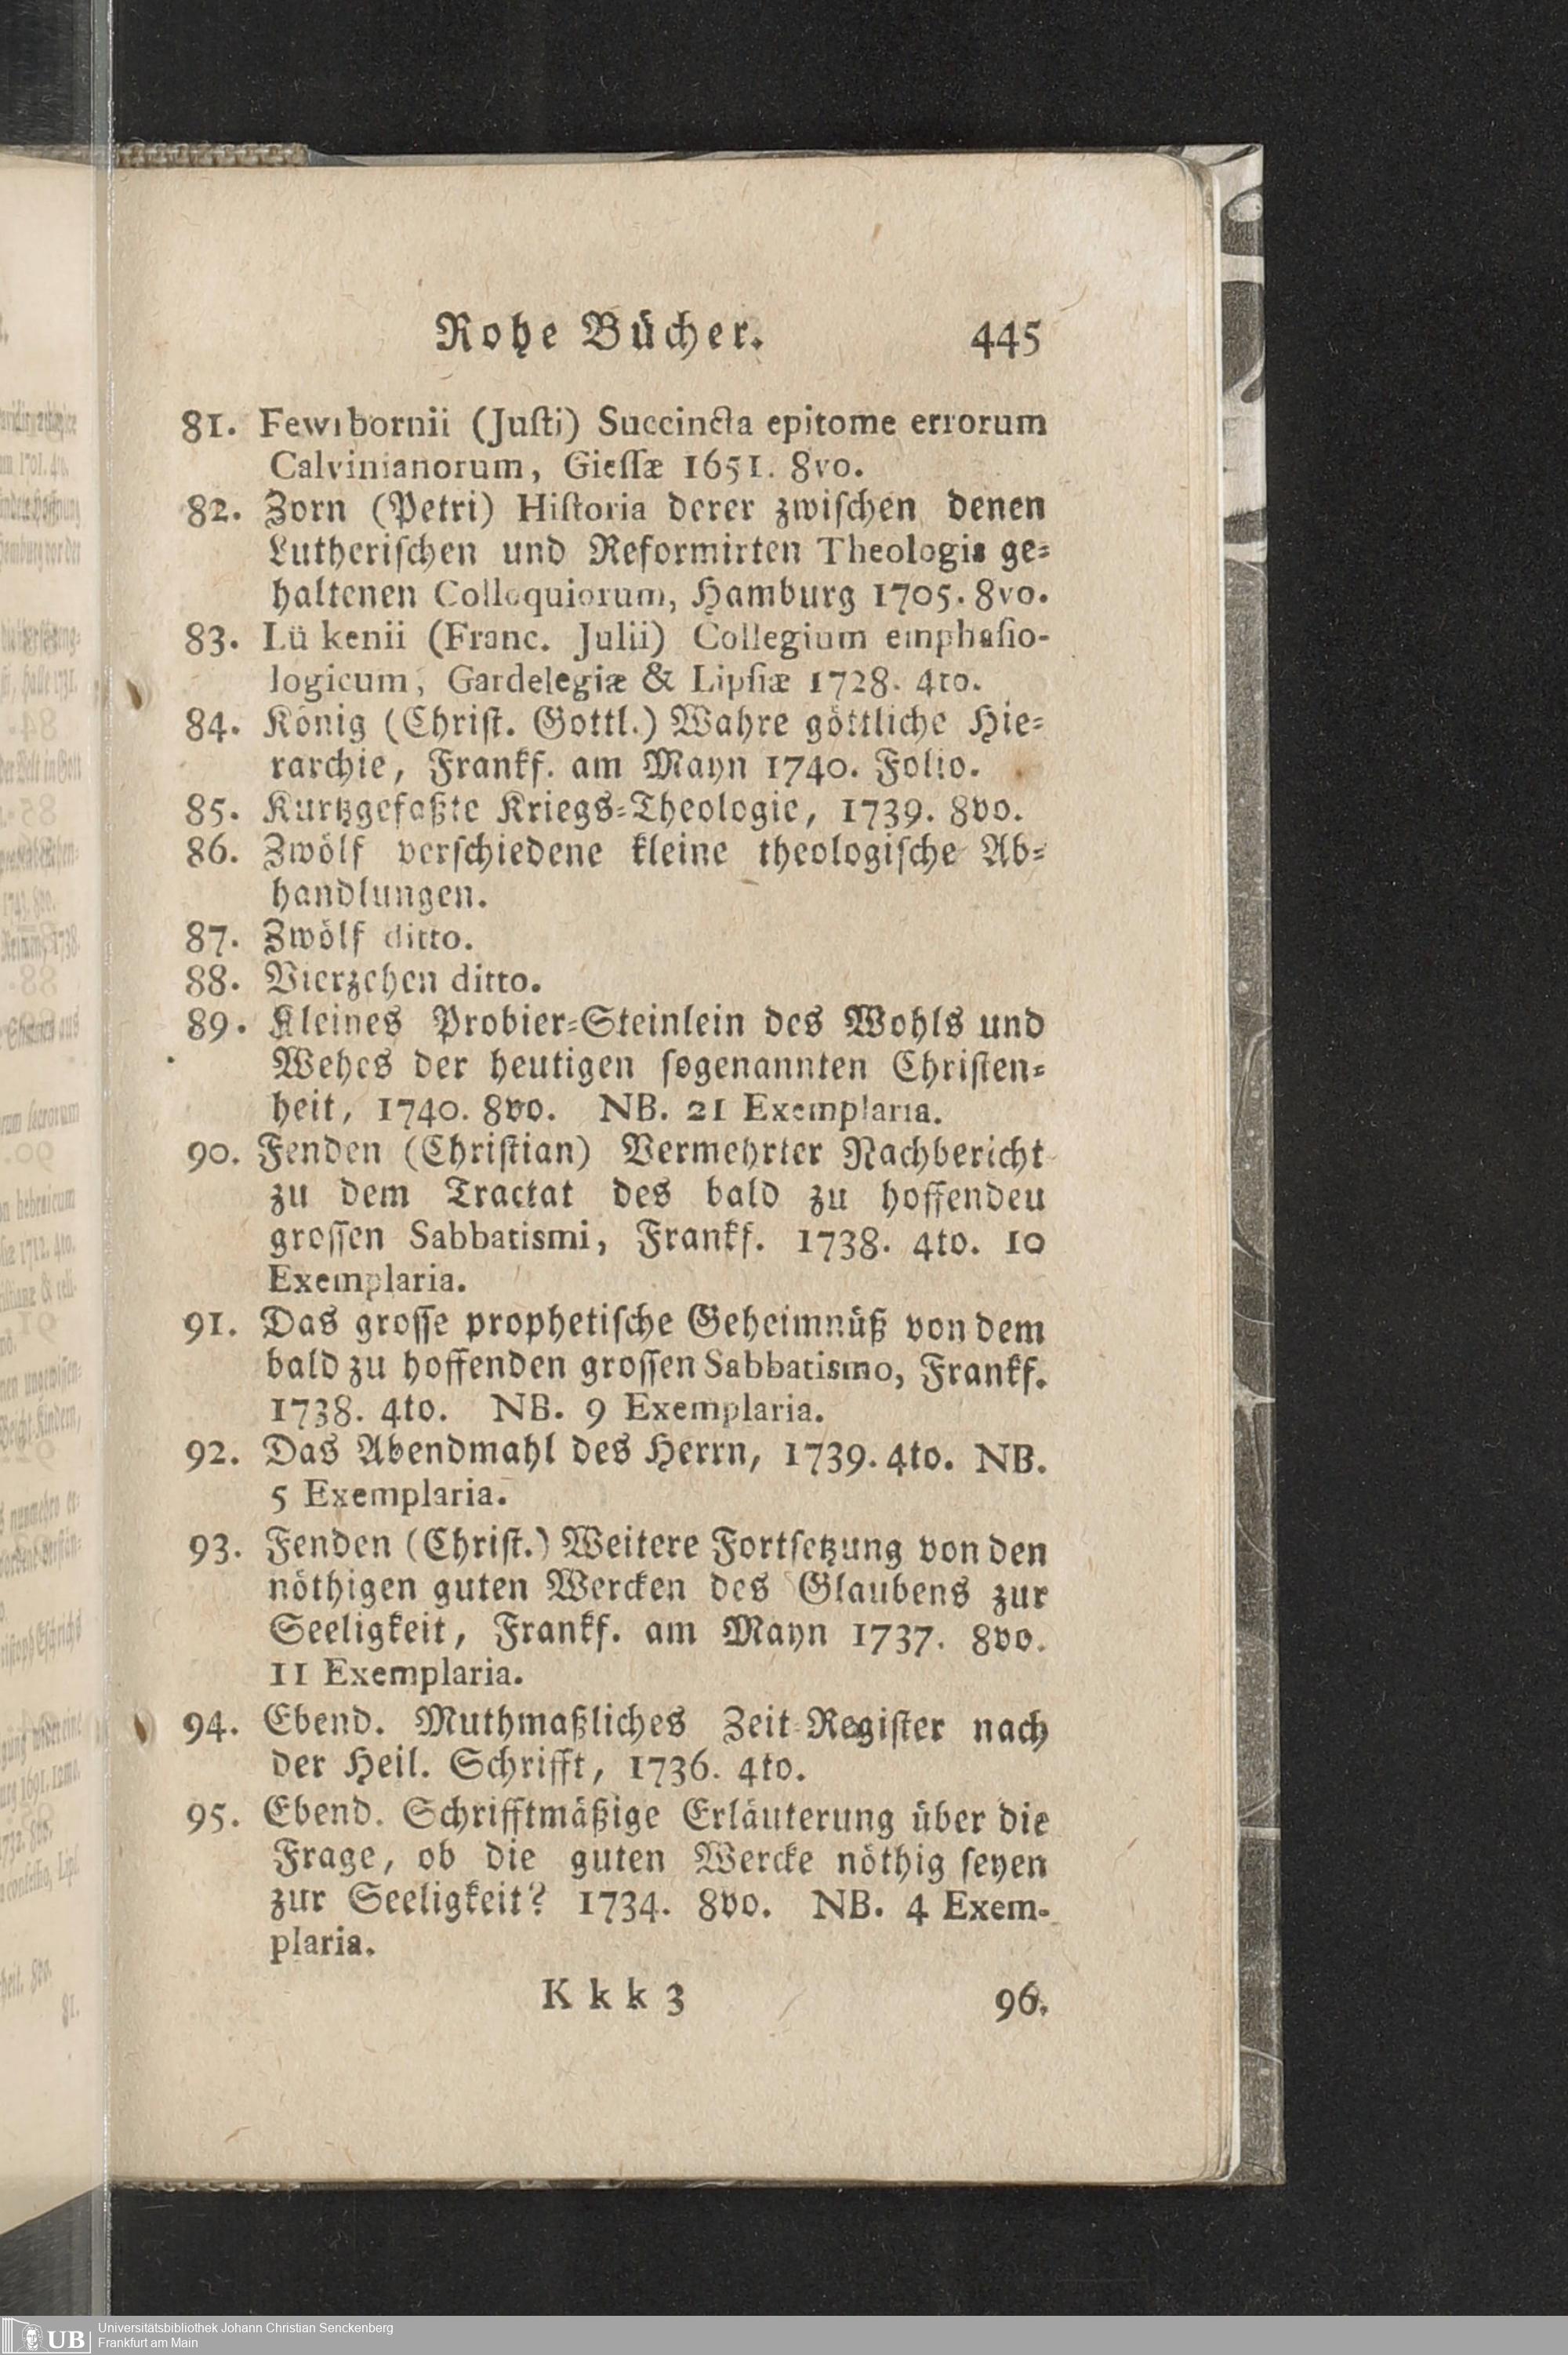 Rohe Bücher. 445
81. Fewrbornii (Juſti) Succincta epitome errorum
Calvinianorum, Gieſſæ 1651. 8vo.
82. Zorn (Petri) Hiſtoria derer zwiſchen denen
Lutheriſchen und Reformirten Theologis ge⸗
haltenen Colloquiorum, Hamburg 1705. 8vo.
83. Lü kenii (Franc. Julii) Collegium emphaſio-
logicum, Gardelegiæ & Lipſiæ 1728. 4to.
84. König (Chriſt. Gottl.) Wahre göttliche Hie⸗
rarchie, Franckf. am Mayn 1740. Folio.
85. Kurtzgefaßte Kriegs⸗Theologie, 1739. 8vo.
86. Zwölf verſchiedene kleine theologiſche Ab⸗
handlungen.
87. Zwölf ditto.
88. Vierzehen ditto.
89. Kleines Probier⸗Steinlein des Wohls und
Wehes der heutigen ſogenannten Chriſten⸗
heit, 1740. 8vo. NB. 21 Exemplaria.
90. Fenden (Chriſtian) Vermehrter Nachbericht
zu dem Tractat des bald zu hoffendeu
groſſen Sabbatismi, Frankf. 1738. 4to. 10
Exemplaria.
91. Das groſſe prophetiſche Geheimnüß von dem
bald zu hoffenden groſſen Sabbatismo, Frankf.
1738. 4to. NB. 9 Exemplaria.
92. Das Abendmahl des Herrn, 1739. 4to. NB.
5 Exemplaria.
93. Fenden (Chriſt.) Weitere Fortſetzung von den
nöthigen guten Wercken des Glaubens zur
Seeligkeit, Frankf. am Mayn 1737. 8vo.
11 Exemplaria.
94. Ebend. Muthmaßliches Zeit⸗Regiſter nach
der Heil. Schrifft, 1736. 4to.
95. Ebend. Schrifftmäßige Erläuterung über die
Frage, ob die guten Wercke nöthig ſeyen
zur Seeligkeit? 1734. 8vo. NB. 4 Exem-
plaria.
K k k 3 96.
UB Universitätsbibliothek Johann Christian Senckenberg
Frankfurt am Main